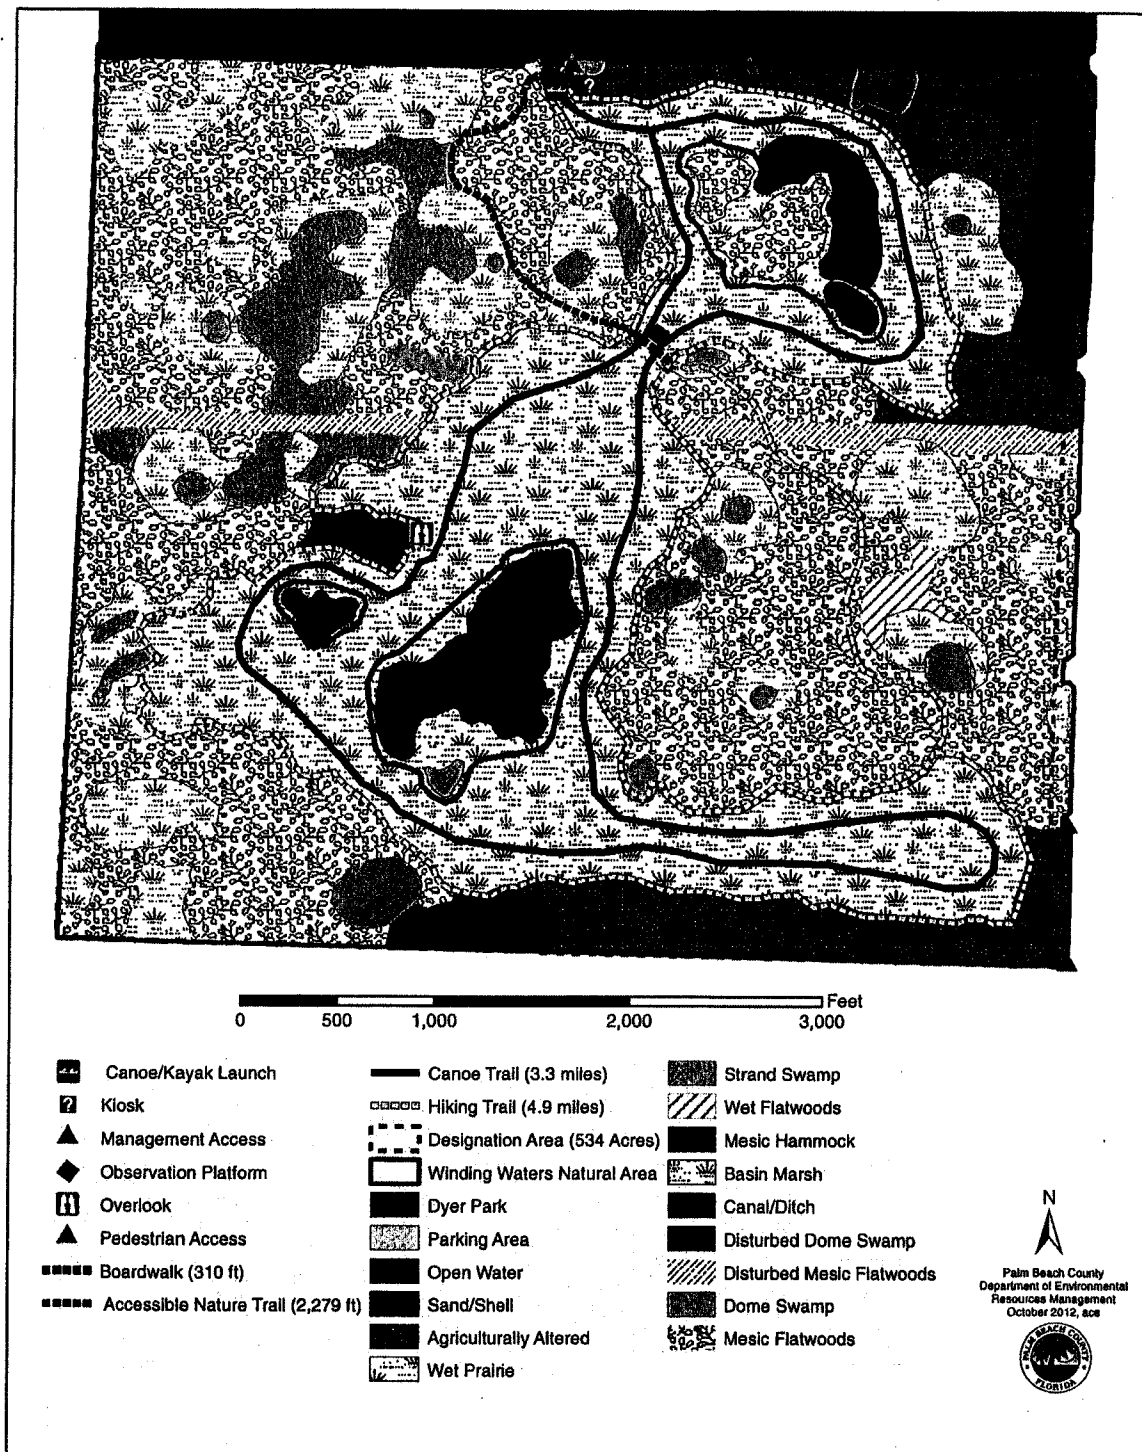 Feet
0 500 1,000 2,000 3,000
Canoe/Kayak Launch
? Kiosk
Management Access
Observation Platform
Overlook
Pedestrian Access
Boardwalk (310 ft)
Accessible Nature Trail (2,279 ft)
Canoe Trail (3.3 miles)
Hiking Trail (4.9 miles)
Designation Area (534 Acres)
Winding Waters Natural Area
Dyer Park
Parking Area
Open Water
Sand/Shell
Agriculturally Altered
Wet Prairie
Strand Swamp
Wet Flatwoods
Mesic Hammock
Basin Marsh
Canal/Ditch
Disturbed Dome Swamp
Disturbed Mesic Flatwoods
Dome Swamp
Mesic Flatwoods
N
Palm Beach County
Department of Environmental
Resources Management
October 2012, ace
PALM BEACH COUNTY
FLORIDA